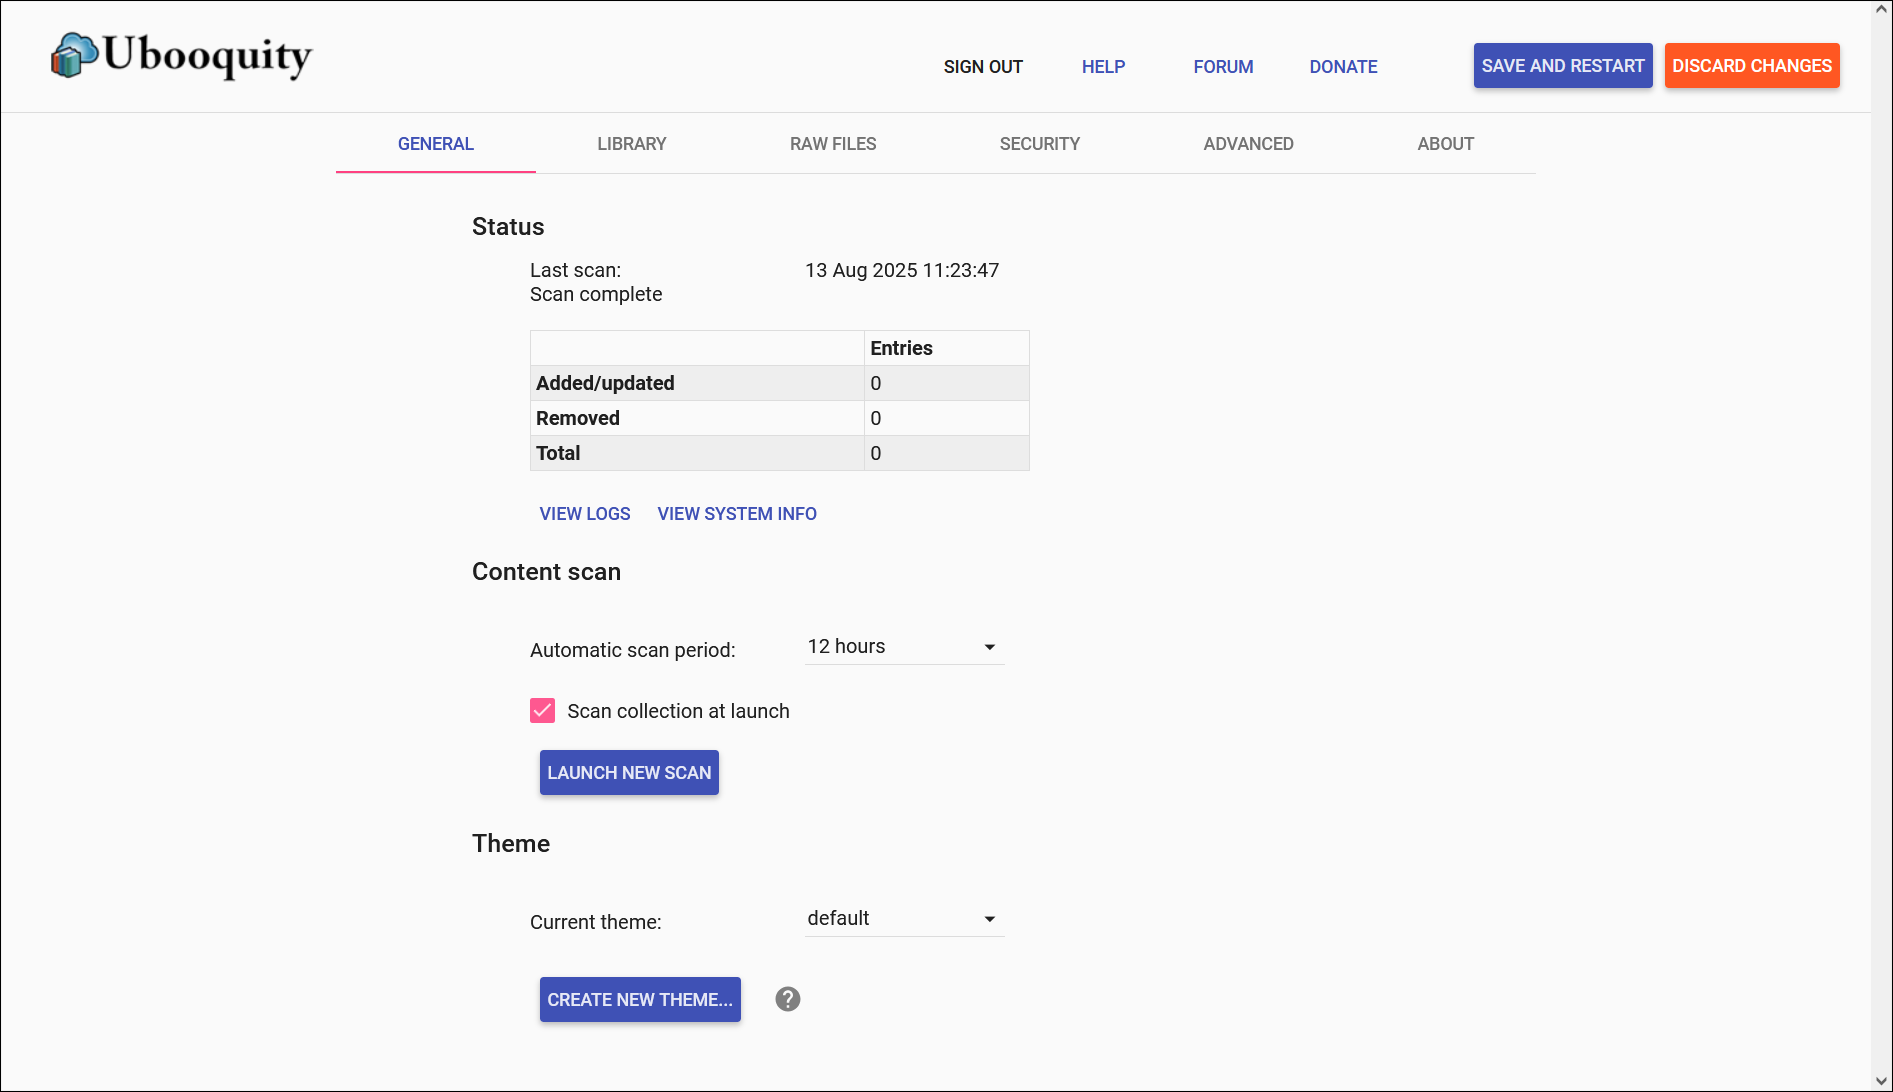 Ubooquity
SIGN OUT HELP FORUM DONATE SAVE AND RESTART DISCARD CHANGES
GENERAL LIBRARY RAW FILES SECURITY ADVANCED ABOUT
Status
Last scan: 13 Aug 2025 11:23:47
Scan complete
Entries
Added/updated 0
Removed 0
Total 0
VIEW LOGS VIEW SYSTEM INFO
Content scan
Automatic scan period: 12 hours
Scan collection at launch
LAUNCH NEW SCAN
Theme
Current theme: default
CREATE NEW THEME... ?